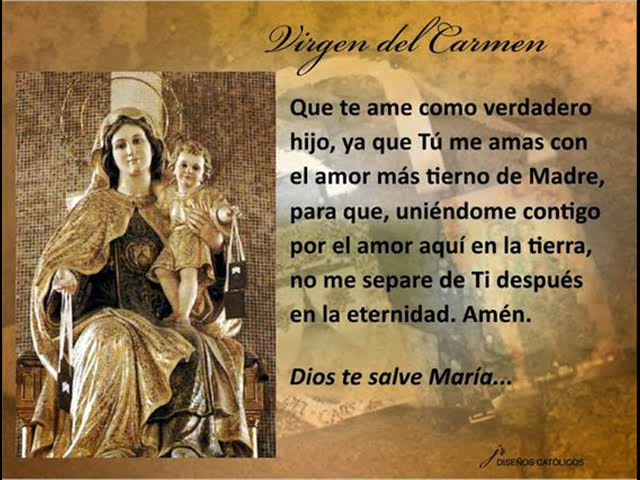 Virgen del Carmen
Que te ame como verdadero
hijo, ya que Tú me amas con
el amor más tierno de Madre,
para que, uniéndome contigo
por el amor aquí en la tierra,
no me separe de Ti después
en la eternidad. Amén.
Dios te salve María...
jr
DISEÑOS CATÓLICOS